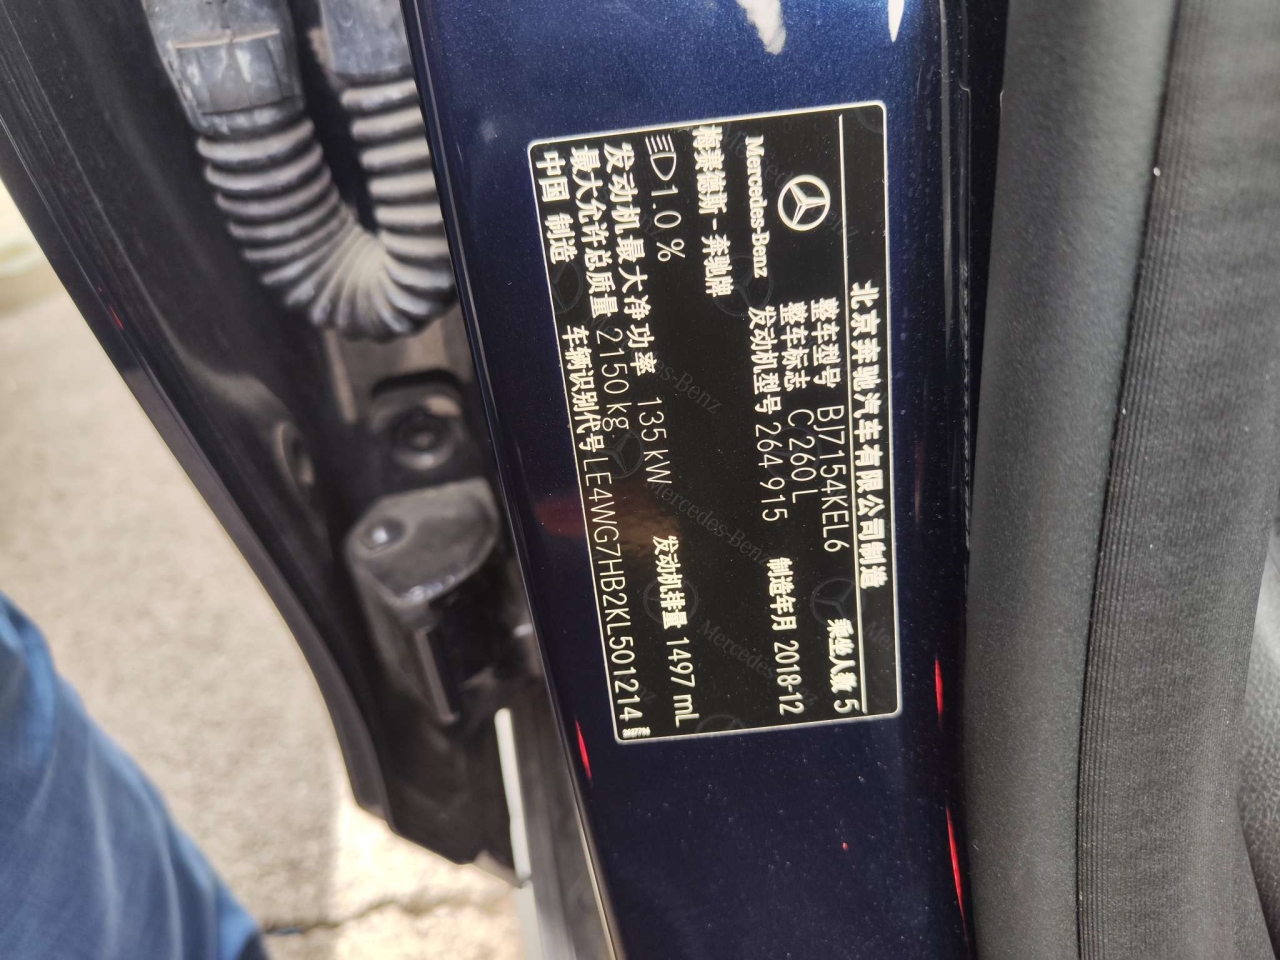 北京奔驰汽车有限公司制造
Mercedes-Benz
整车型号 BJ7154KEL6 乘坐人数 5
整车标志 C 260 L
发动机型号 264 915 制造年月 2018-12
梅赛德斯-奔驰牌
1.0 %
发动机最大净功率 135 kW 发动机排量 1497 mL
最大允许总质量 2150 kg
中国 制造 车辆识别代号 LE4WG7HB2KL501214